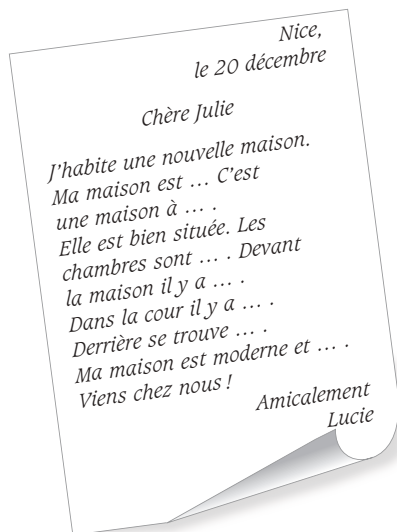 Nice,
le 20 décembre
Chère Julie
J'habite une nouvelle maison.
Ma maison est ... C'est
une maison à ... .
Elle est bien située. Les
chambres sont ... . Devant
la maison il y a ... .
Dans la cour il y a ... .
Derrière se trouve ... .
Ma maison est moderne et ... .
Viens chez nous !
Amicalement
Lucie